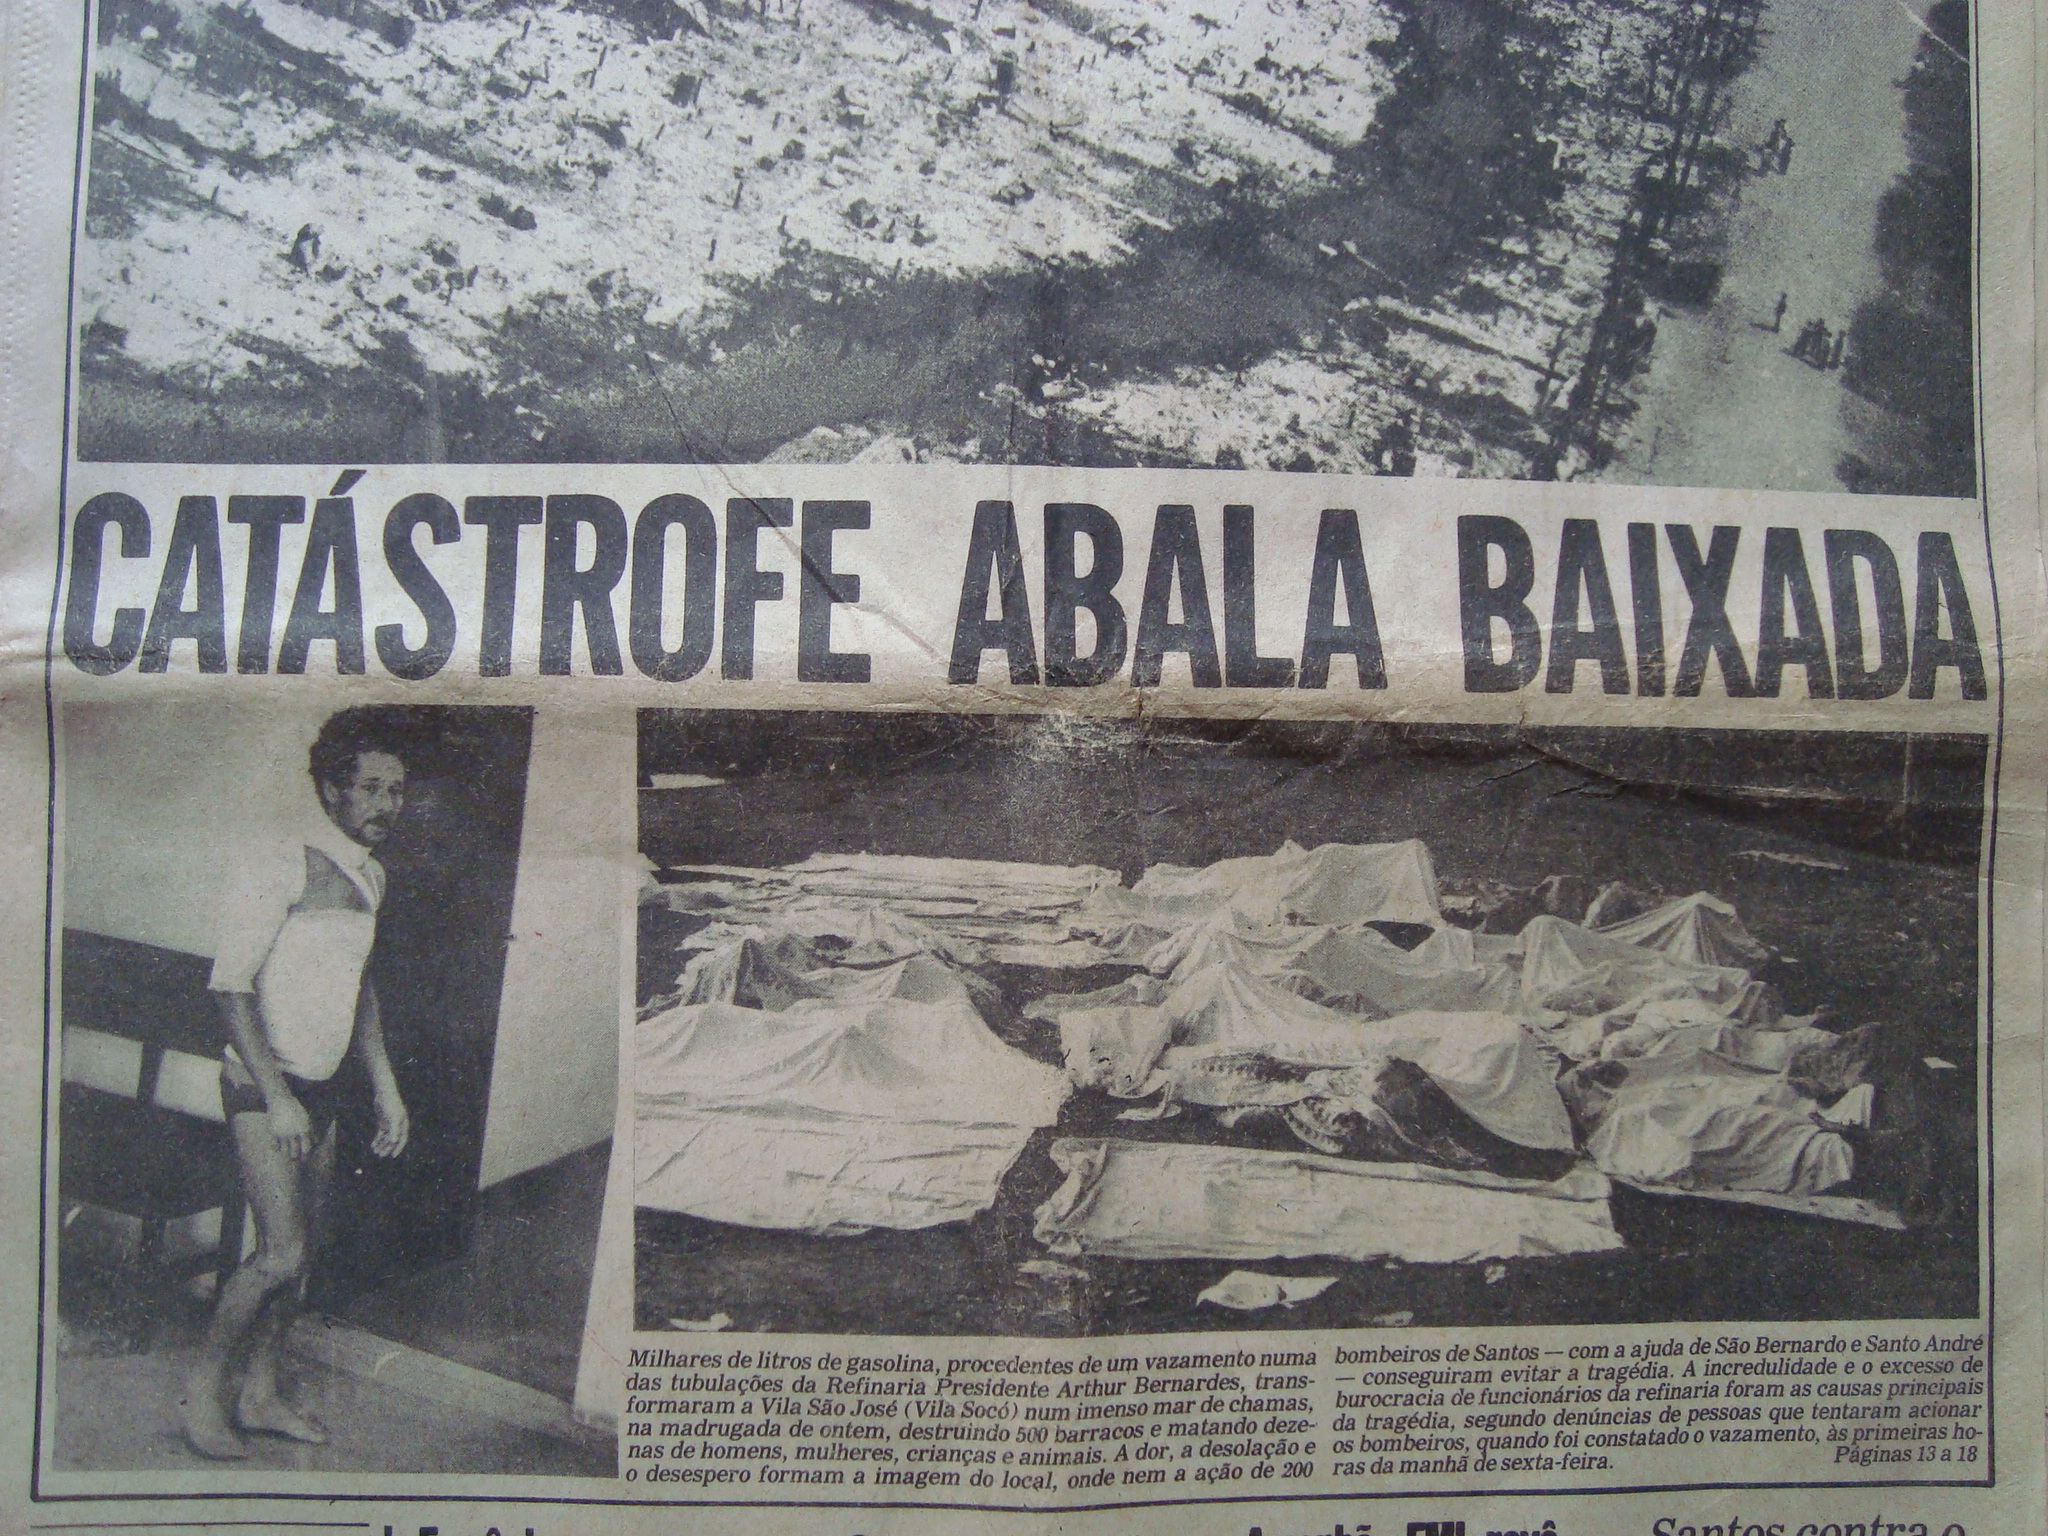 CATÁSTROFE ABALA BAIXADA
Milhares de litros de gasolina, procedentes de um vazamento numa
das tubulações da Refinaria Presidente Arthur Bernardes, trans-
formaram a Vila São José (Vila Socó) num imenso mar de chamas,
na madrugada de ontem, destruindo 500 barracos e matando deze-
nas de homens, mulheres, crianças e animais. A dor, a desolação e
o desespero formam a imagem do local, onde nem a ação de 200
bombeiros de Santos — com a ajuda de São Bernardo e Santo André
— conseguiram evitar a tragédia. A incredulidade e o excesso de
burocracia de funcionários da refinaria foram as causas principais
da tragédia, segundo denúncias de pessoas que tentaram acionar
os bombeiros, quando foi constatado o vazamento, às primeiras ho-
ras da manhã de sexta-feira.
Páginas 13 a 18
FMI
Santos contra o